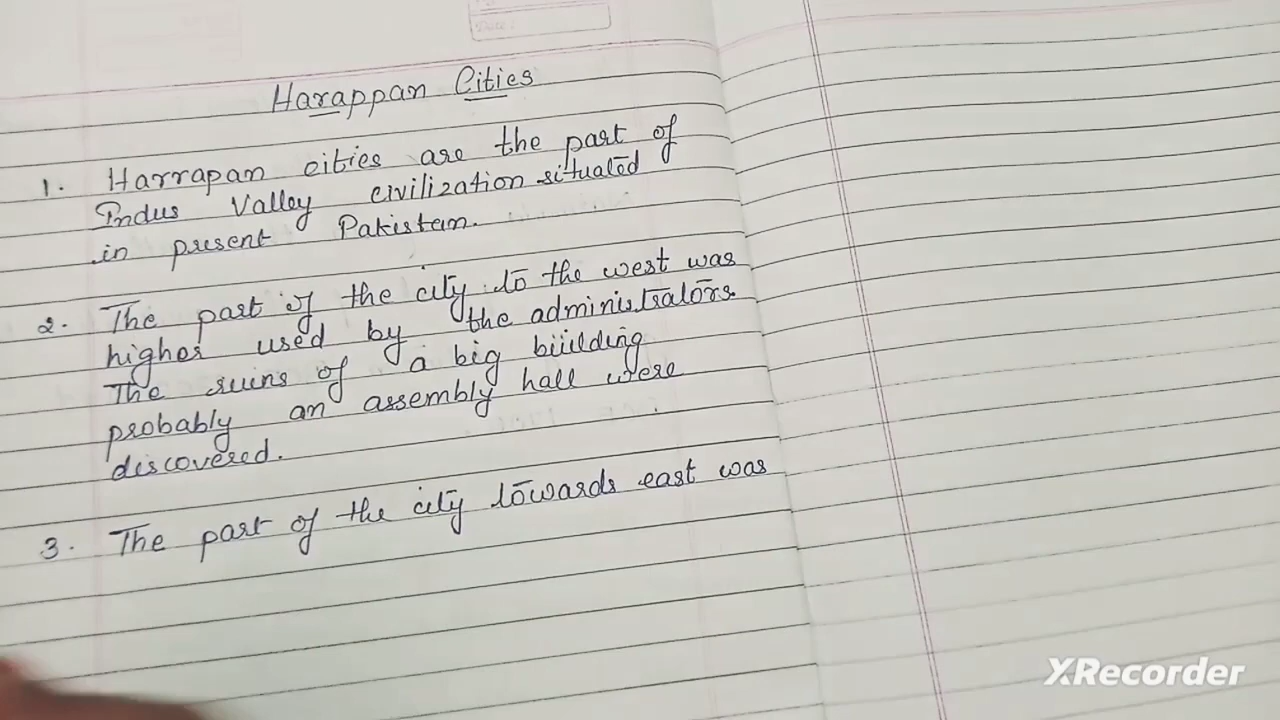 Harappan Cities
1. Harrapan cities are the part of
Indus Valley civilization situated
in present Pakistan.
2. The part of the city to the west was
higher used by the administrators.
The ruins of a big building
probably an assembly hall were
discovered.
3. The part of the city towards east was
XRecorder